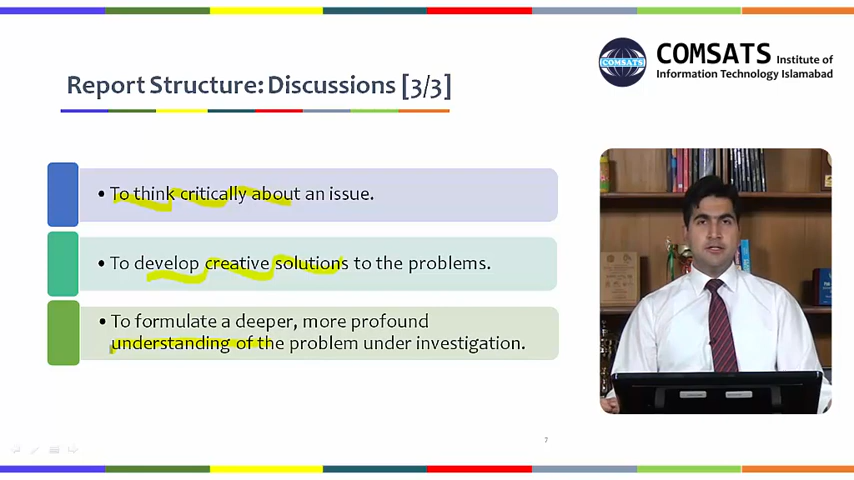 COMSATS Institute of
Information Technology Islamabad
COMSATS
Report Structure: Discussions [3/3]
• To think critically about an issue.
• To develop creative solutions to the problems.
• To formulate a deeper, more profound
understanding of the problem under investigation.
7